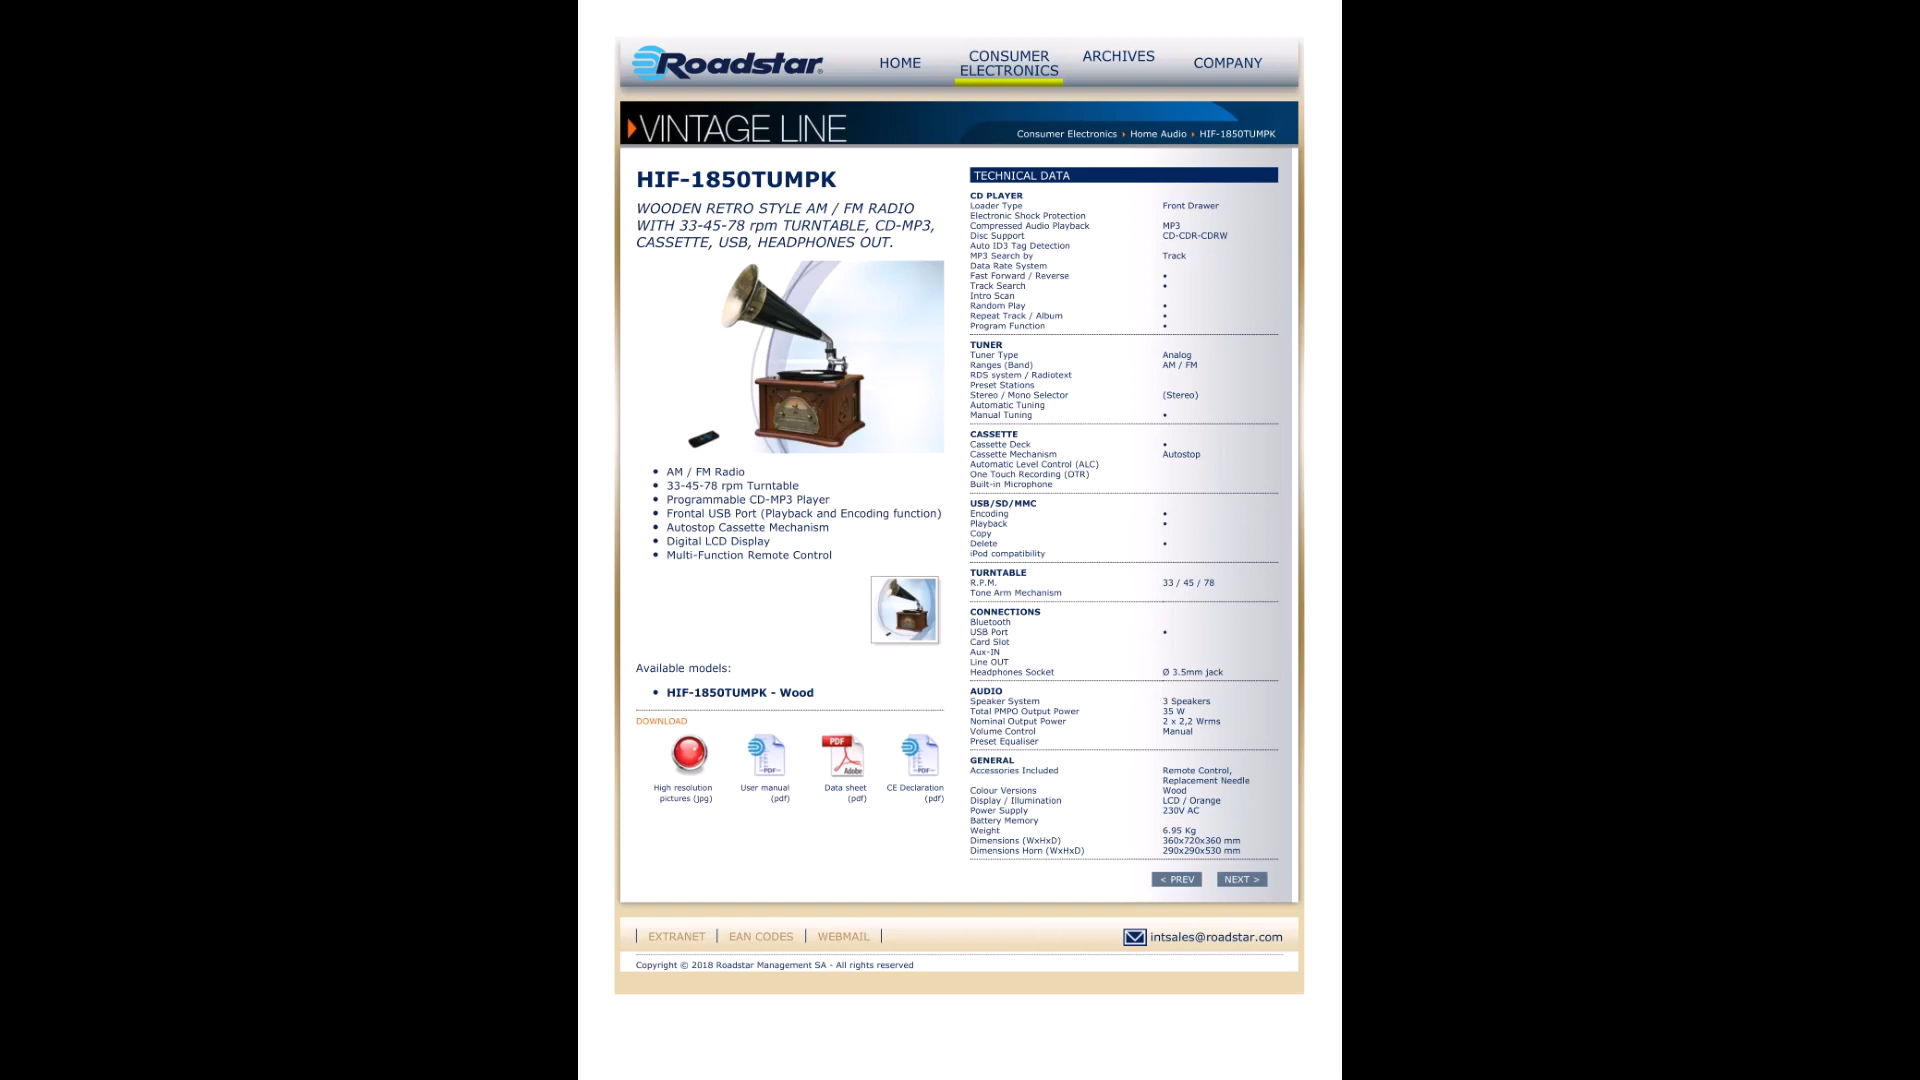 Roadstar
HOME
CONSUMER
ELECTRONICS
ARCHIVES
COMPANY
VINTAGE LINE
Consumer Electronics Home Audio HIF-1850TUMPK
HIF-1850TUMPK
WOODEN RETRO STYLE AM / FM RADIO
WITH 33-45-78 rpm TURNTABLE, CD-MP3,
CASSETTE, USB, HEADPHONES OUT.
• AM / FM Radio
• 33-45-78 rpm Turntable
• Programmable CD-MP3 Player
• Frontal USB Port (Playback and Encoding function)
• Autostop Cassette Mechanism
• Digital LCD Display
• Multi-Function Remote Control
Available models:
• HIF-1850TUMPK - Wood
DOWNLOAD
High resolution
pictures (jpg)
PDF
User manual
(pdf)
PDF
Adobe
Data sheet
(pdf)
PDF
CE Declaration
(pdf)
TECHNICAL DATA
CD PLAYER
Loader Type Front Drawer
Electronic Shock Protection
Compressed Audio Playback MP3
Disc Support CD-CDR-CDRW
Auto ID3 Tag Detection
MP3 Search by Track
Data Rate System
Fast Forward / Reverse •
Track Search •
Intro Scan
Random Play •
Repeat Track / Album •
Program Function •
TUNER
Tuner Type Analog
Ranges (Band) AM / FM
RDS system / Radiotext
Preset Stations
Stereo / Mono Selector (Stereo)
Automatic Tuning
Manual Tuning •
CASSETTE
Cassette Deck •
Cassette Mechanism Autostop
Automatic Level Control (ALC)
One Touch Recording (OTR)
Built-in Microphone
USB/SD/MMC
Encoding •
Playback •
Copy
Delete •
iPod compatibility
TURNTABLE
R.P.M. 33 / 45 / 78
Tone Arm Mechanism
CONNECTIONS
Bluetooth
USB Port •
Card Slot
Aux-IN
Line OUT
Headphones Socket Ø 3.5mm jack
AUDIO
Speaker System 3 Speakers
Total PMPO Output Power 35 W
Nominal Output Power 2 x 2,2 Wrms
Volume Control Manual
Preset Equaliser
GENERAL
Accessories Included Remote Control,
Replacement Needle
Colour Versions Wood
Display / Illumination LCD / Orange
Power Supply 230V AC
Battery Memory
Weight 6.95 Kg
Dimensions (WxHxD) 360x720x360 mm
Dimensions Horn (WxHxD) 290x290x530 mm
< PREV NEXT >
EXTRANET | EAN CODES | WEBMAIL |
intsales@roadstar.com
Copyright © 2018 Roadstar Management SA - All rights reserved